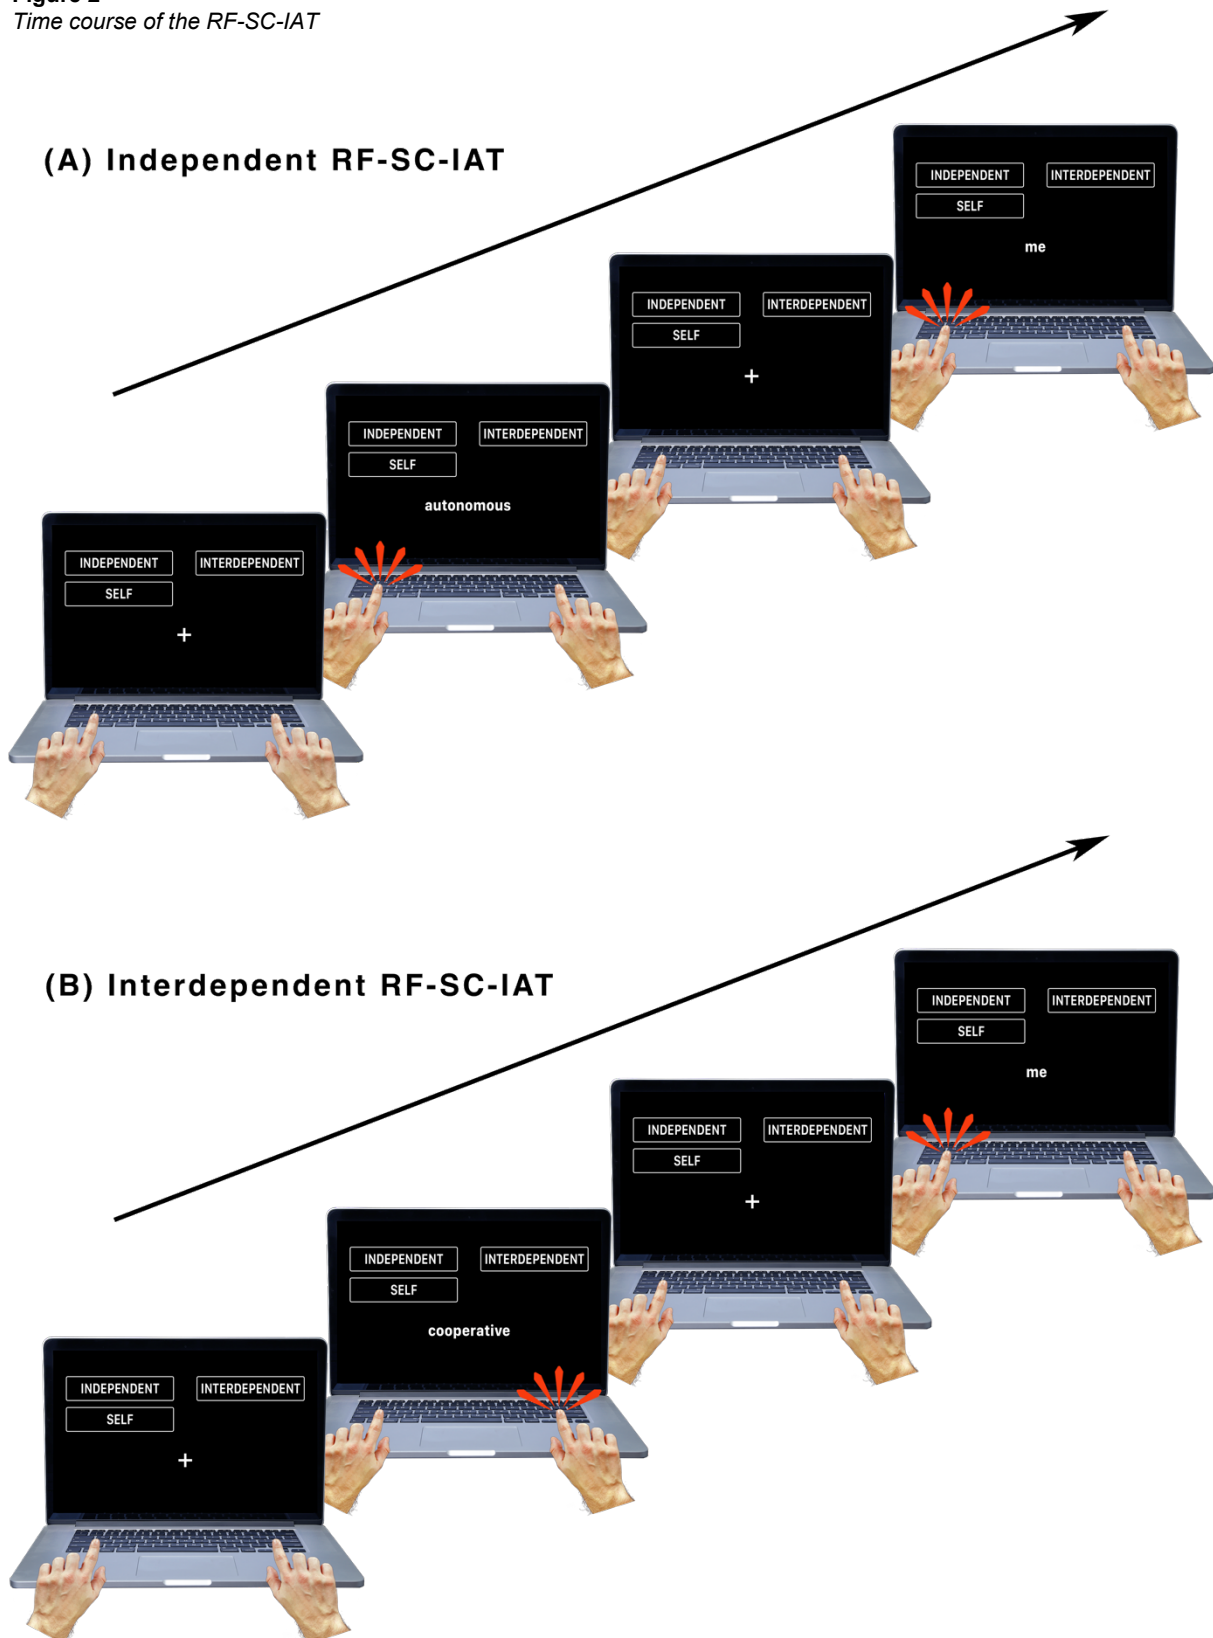 Figure 2
Time course of the RF-SC-IAT
(A) Independent RF-SC-IAT
INDEPENDENT INTERDEPENDENT
SELF
me
INDEPENDENT INTERDEPENDENT
SELF
+
INDEPENDENT INTERDEPENDENT
SELF
autonomous
INDEPENDENT INTERDEPENDENT
SELF
+
(B) Interdependent RF-SC-IAT
INDEPENDENT INTERDEPENDENT
SELF
me
INDEPENDENT INTERDEPENDENT
SELF
+
INDEPENDENT INTERDEPENDENT
SELF
cooperative
INDEPENDENT INTERDEPENDENT
SELF
+